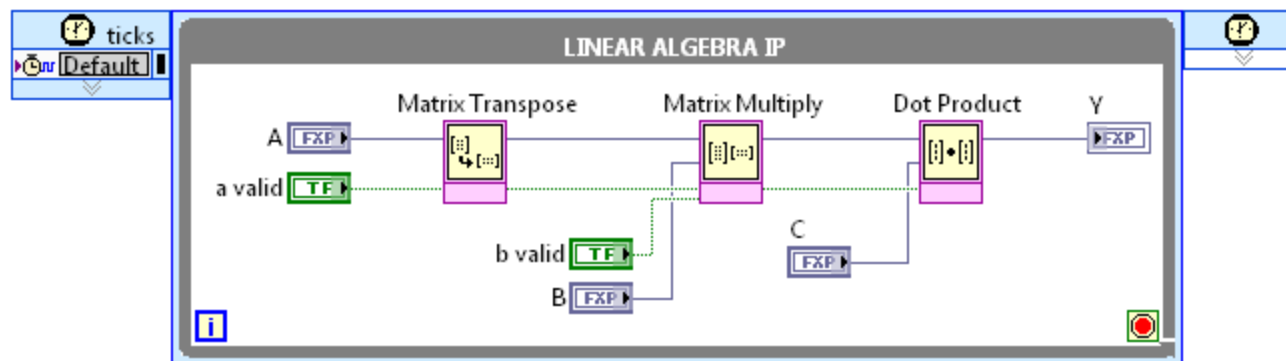 ticks
Default
LINEAR ALGEBRA IP
Matrix Transpose
Matrix Multiply
Dot Product
Y
A FXP
FXP
a valid TF
C
b valid TF
FXP
B FXP
i